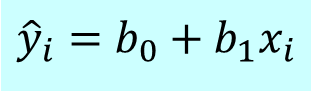 ŷᵢ = b₀ + b₁xᵢ